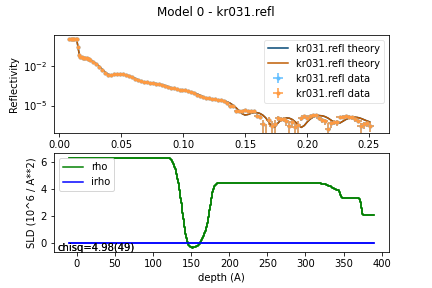 Model 0 - kr031.refl
Reflectivity
10⁻²
10⁻⁵
kr031.refl theory
kr031.refl theory
kr031.refl data
kr031.refl data
0.00 0.05 0.10 0.15 0.20 0.25
SLD (10^6 / A**2)
6
4
2
0
rho
irho
chisq=4.98(49)
0 50 100 150 200 250 300 350 400
depth (A)